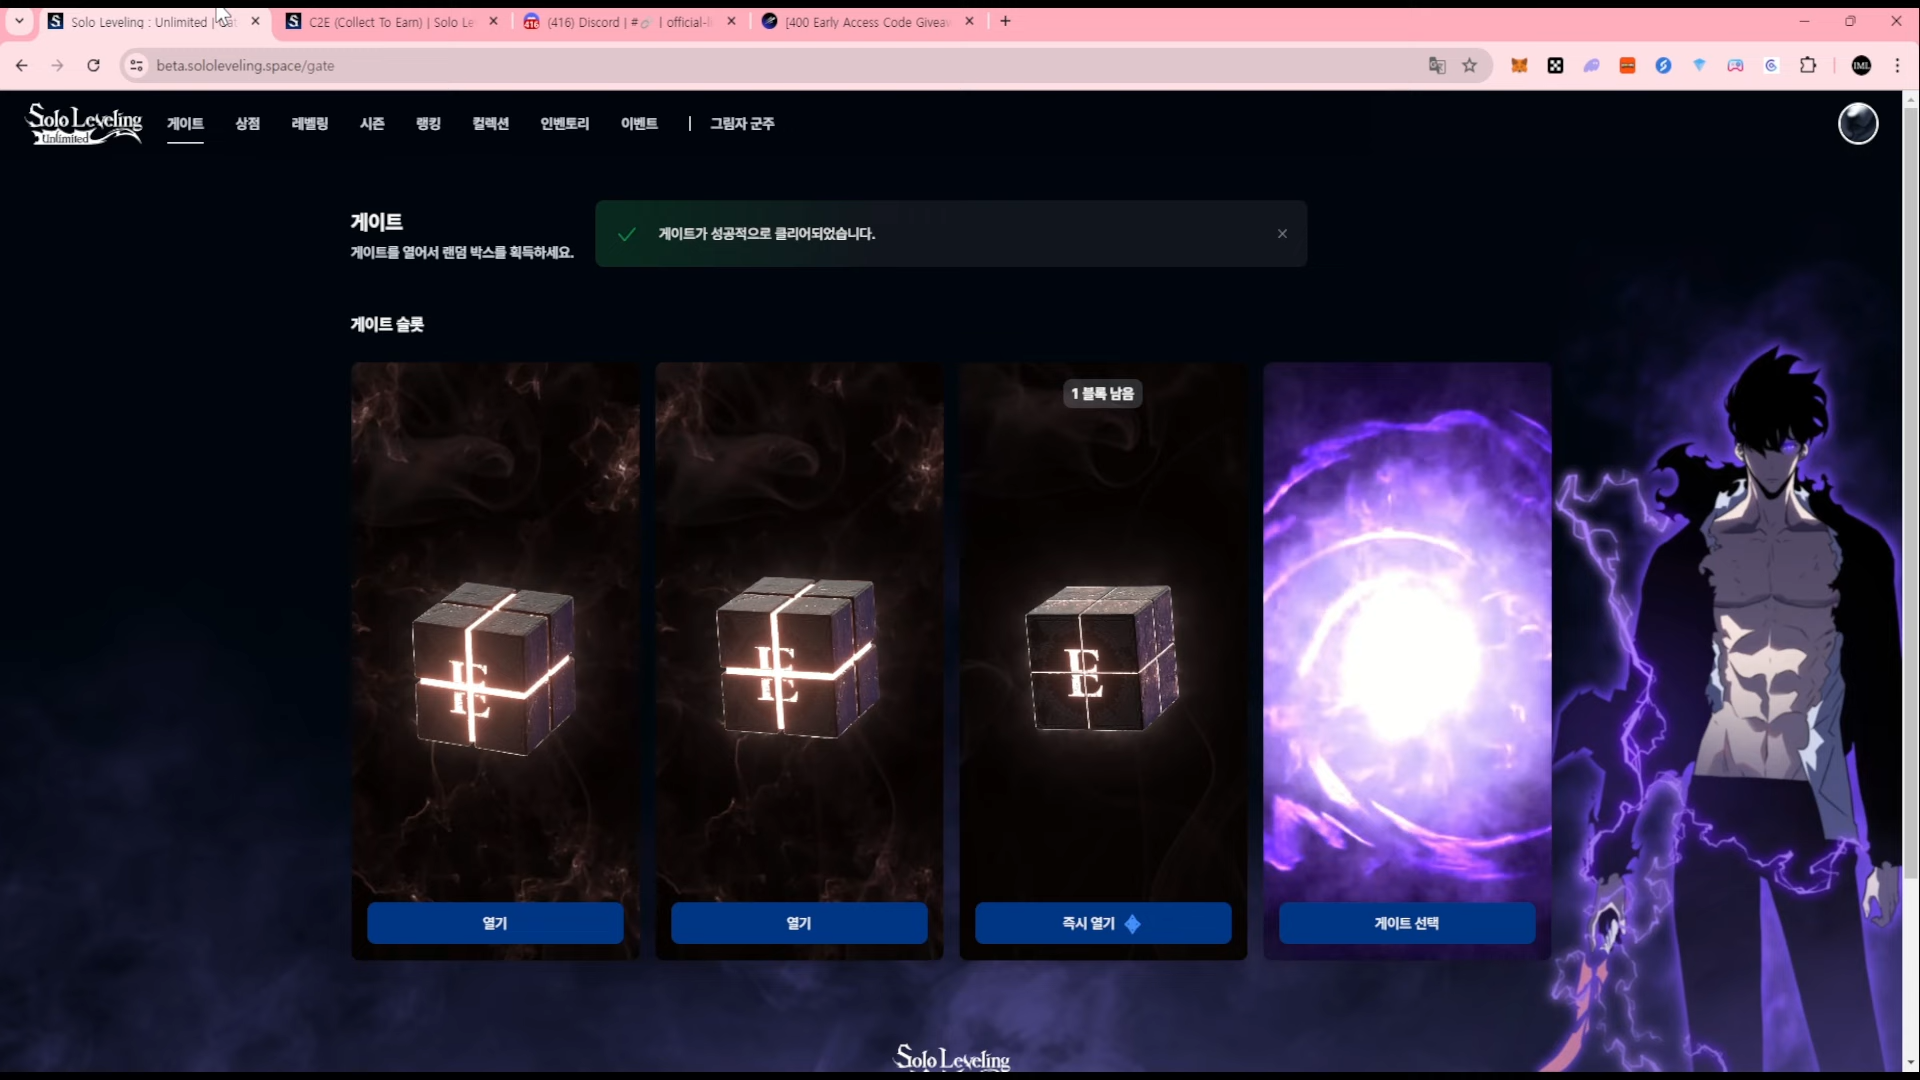 Solo Leveling : Unlimited | Gat
C2E (Collect To Earn) | Solo Le
(416) Discord | #🔗 | official-li
[400 Early Access Code Giveaw
beta.sololeveling.space/gate
IML
Solo Leveling
Unlimited
게이트
상점
레벨링
시즌
랭킹
컬렉션
인벤토리
이벤트
|
그림자 군주
게이트
게이트를 열어서 랜덤 박스를 획득하세요.
게이트가 성공적으로 클리어되었습니다.
게이트 슬롯
1 블록 남음
E
E
E
열기
열기
즉시 열기
게이트 선택
Solo Leveling